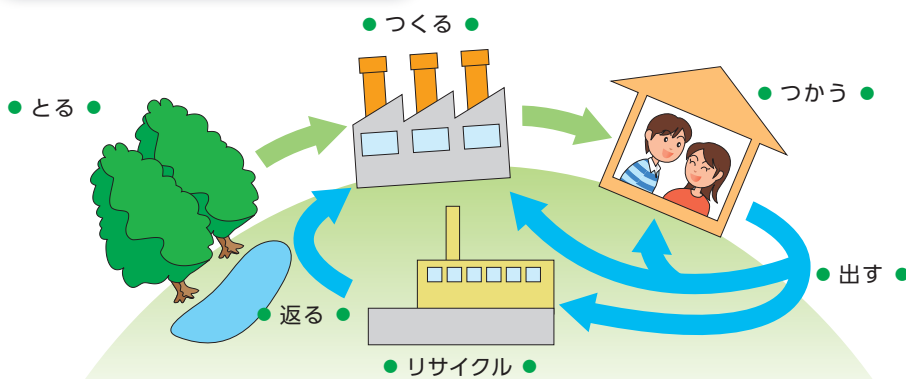 ● つくる ●
● とる ●
● つかう ●
● 出す ●
● 返る ●
● リサイクル ●